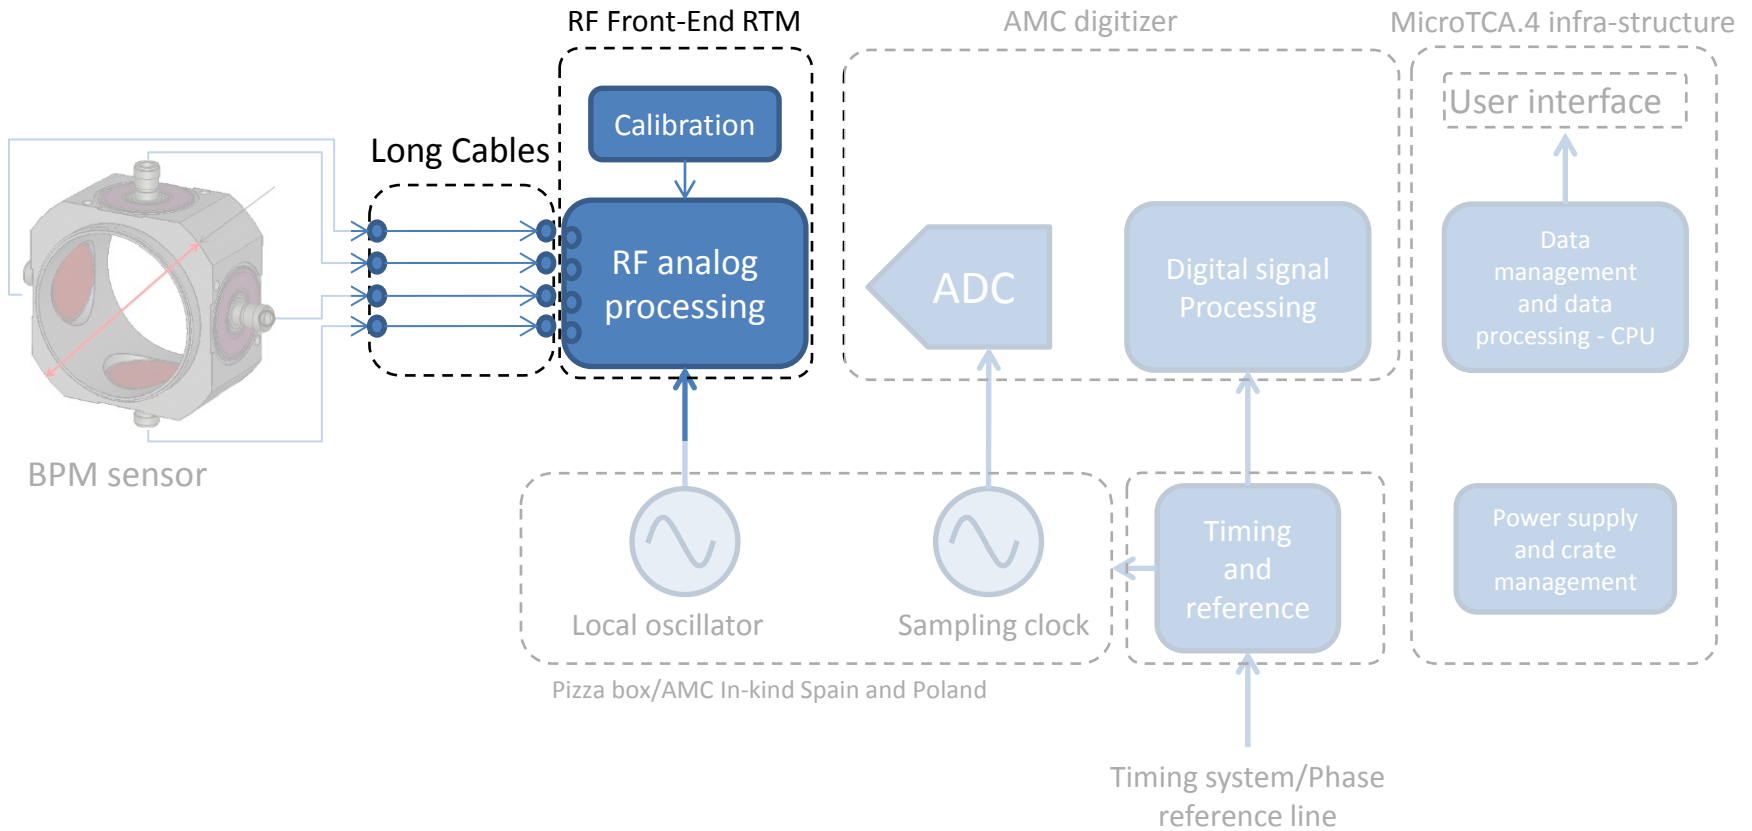 RF Front-End RTM
AMC digitizer
MicroTCA.4 infra-structure
User interface
Calibration
Long Cables
RF analog
processing
ADC
Digital signal
Processing
Data
management
and data
processing - CPU
BPM sensor
Local oscillator
Sampling clock
Timing
and
reference
Power supply
and crate
management
Pizza box/AMC In-kind Spain and Poland
Timing system/Phase
reference line